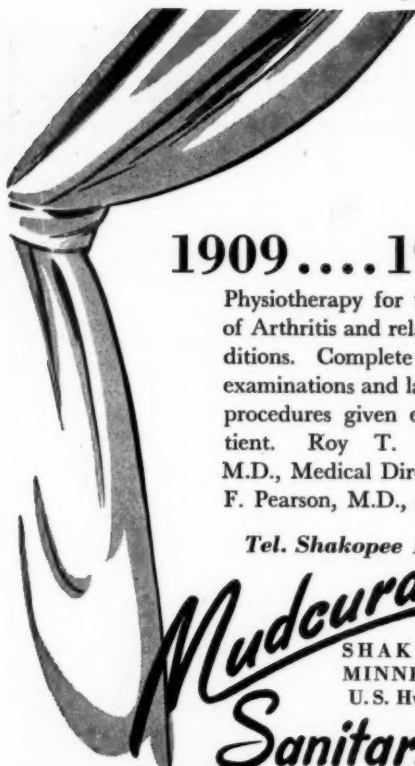 1909....1
Physiotherapy for
of Arthritis and rel
ditions. Complete
examinations and la
procedures given e
tient. Roy T.
M.D., Medical Dir
F. Pearson, M.D.,
Tel. Shakopee
Mudcura
SHAK
MINNE
U.S. H
Sanitar